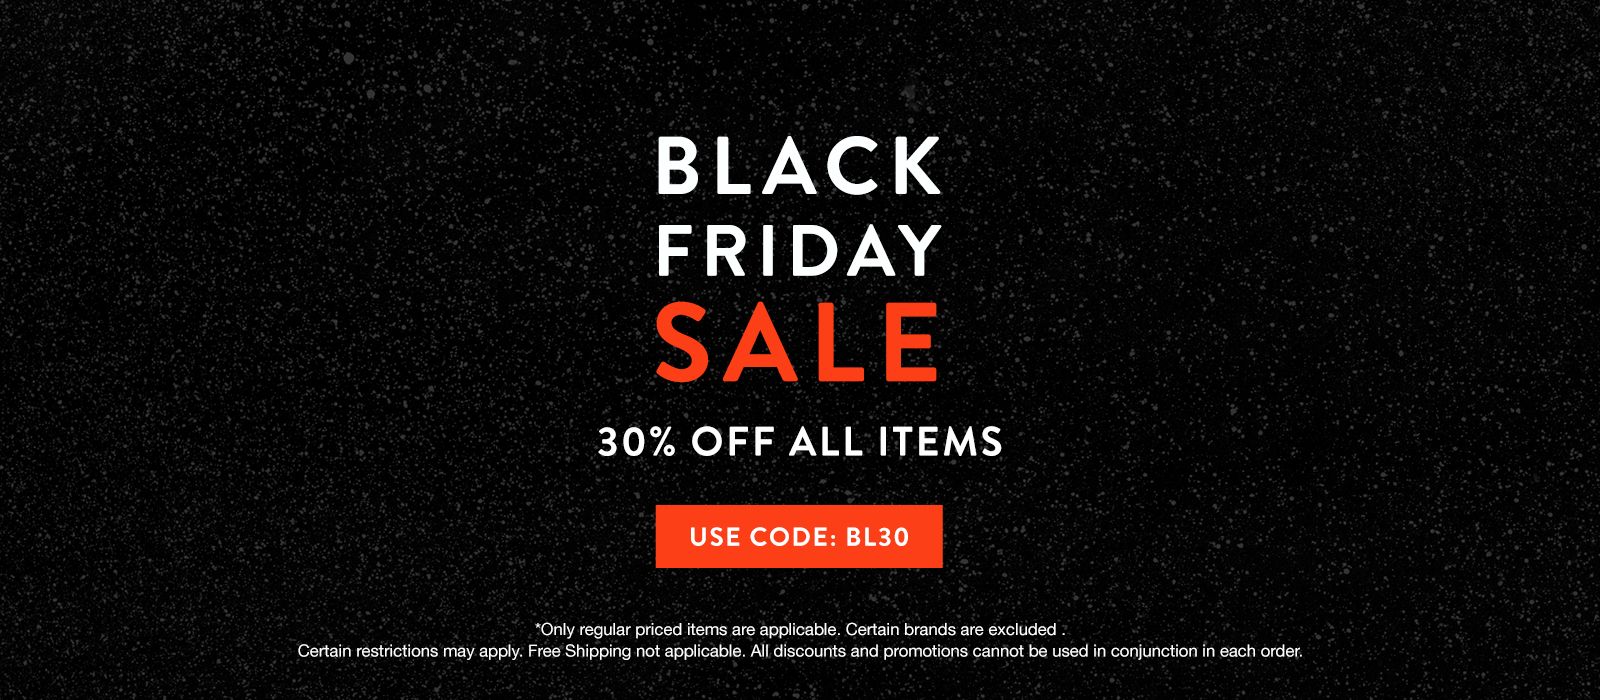 BLACK
FRIDAY
SALE
30% OFF ALL ITEMS
USE CODE: BL30
*Only regular priced items are applicable. Certain brands are excluded .
Certain restrictions may apply. Free Shipping not applicable. All discounts and promotions cannot be used in conjunction in each order.